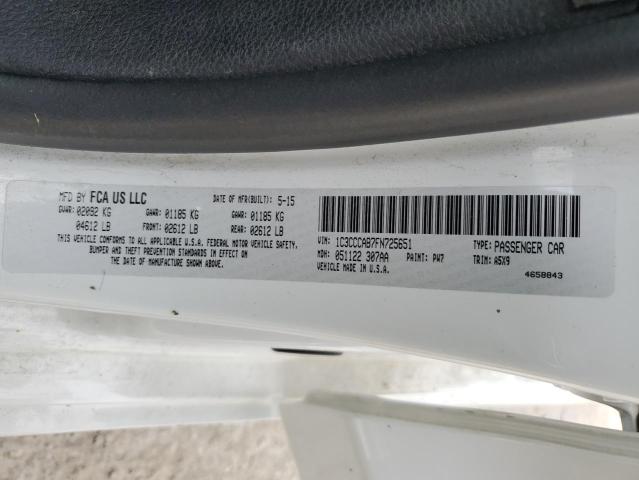 MFD BY FCA US LLC DATE OF MFR(BUILT): 5-15
GVWR: 02092 KG GAWR: 01185 KG GAWR: 01185 KG
04612 LB FRONT: 02612 LB REAR: 02612 LB
THIS VEHICLE CONFORMS TO ALL APPLICABLE U.S.A. FEDERAL MOTOR VEHICLE SAFETY,
BUMPER AND THEFT PREVENTION STANDARDS IN EFFECT ON
THE DATE OF MANUFACTURE SHOWN ABOVE.
VIN: 1C3CCCAB7FN725651 TYPE: PASSENGER CAR
MDH: 051122 307AA PAINT: PW7 TRIM: A5X9
VEHICLE MADE IN U.S.A.
4658843